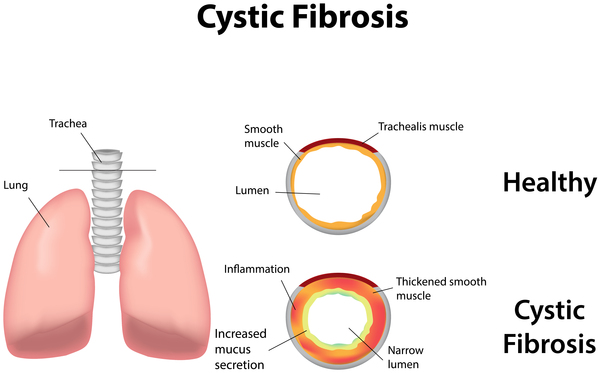 Cystic Fibrosis
Trachea
Lung
Smooth
muscle
Trachealis muscle
Lumen
Healthy
Inflammation
Thickened smooth
muscle
Increased
mucus
secretion
Narrow
lumen
Cystic
Fibrosis